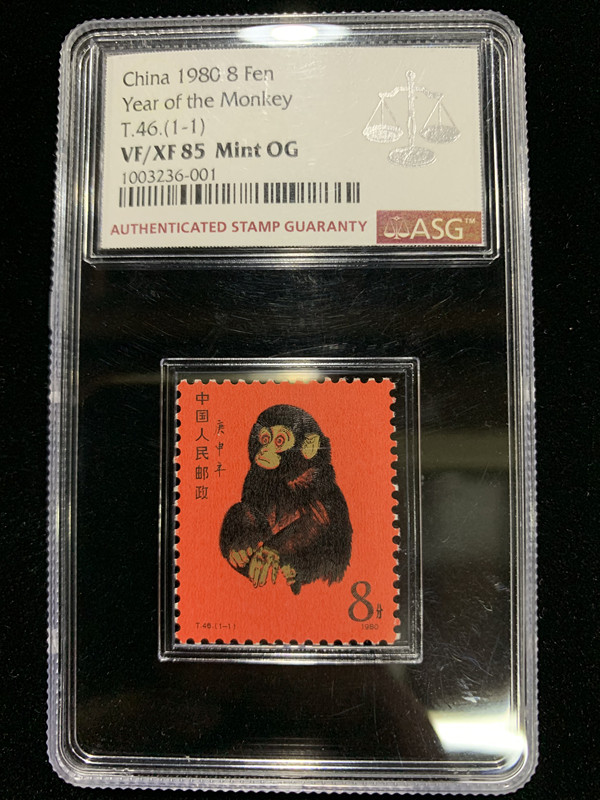 China 1980 8 Fen
Year of the Monkey
T.46.(1-1)
VF/XF 85 Mint OG
1003236-001
AUTHENTICATED STAMP GUARANTY
ASG™
中国人民邮政
庚申年
8分
T.46.(1-1)
1980